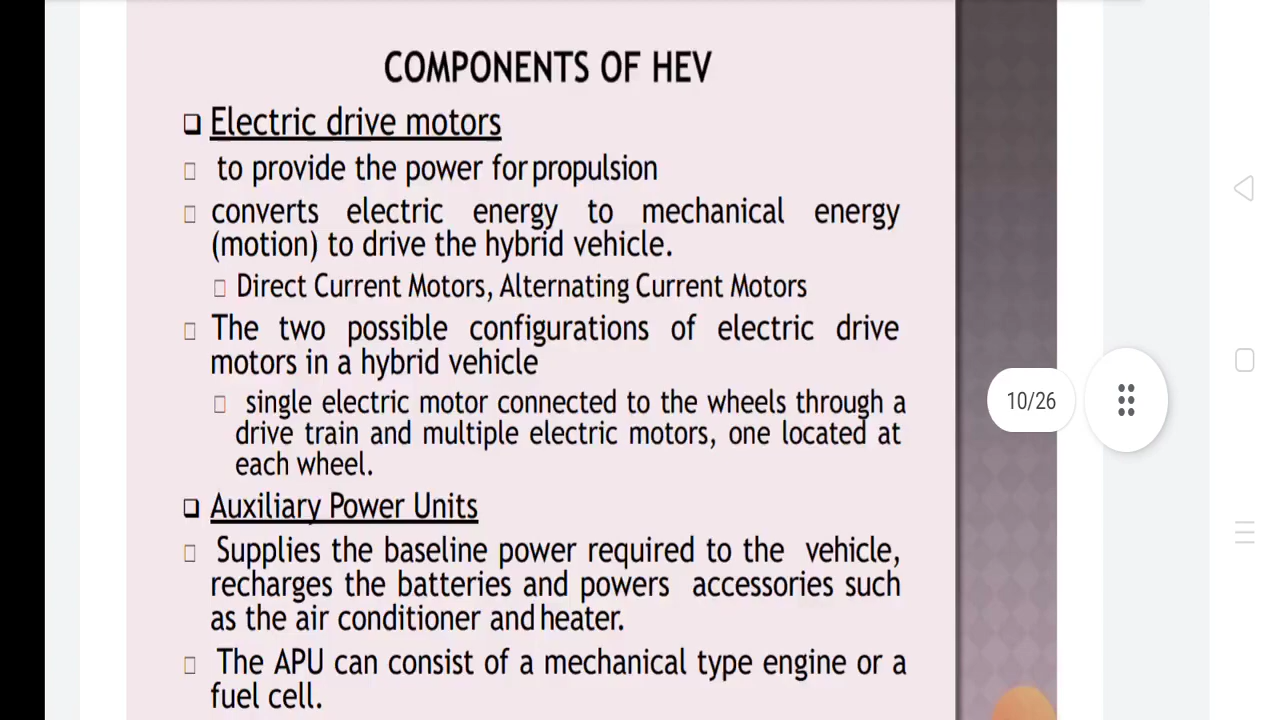 COMPONENTS OF HEV
❑ Electric drive motors
to provide the power for propulsion
converts electric energy to mechanical energy
(motion) to drive the hybrid vehicle.
Direct Current Motors, Alternating Current Motors
The two possible configurations of electric drive
motors in a hybrid vehicle
single electric motor connected to the wheels through a
drive train and multiple electric motors, one located at
each wheel.
10/26
❑ Auxiliary Power Units
Supplies the baseline power required to the vehicle,
recharges the batteries and powers accessories such
as the air conditioner and heater.
The APU can consist of a mechanical type engine or a
fuel cell.